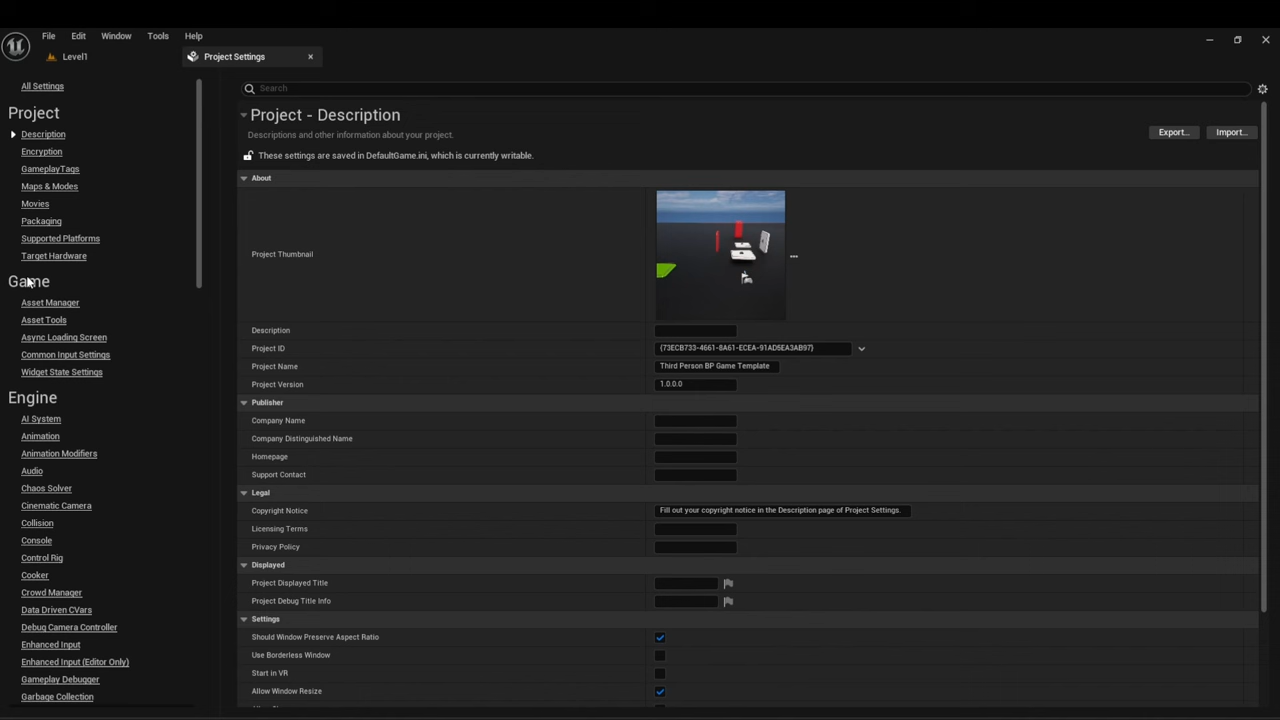 File Edit Window Tools Help
Level1 Project Settings
All Settings
Project
Description
Encryption
GameplayTags
Maps & Modes
Movies
Packaging
Supported Platforms
Target Hardware
Game
Asset Manager
Asset Tools
Async Loading Screen
Common Input Settings
Widget State Settings
Engine
AI System
Animation
Animation Modifiers
Audio
Chaos Solver
Cinematic Camera
Collision
Console
Control Rig
Cooker
Crowd Manager
Data Driven CVars
Debug Camera Controller
Enhanced Input
Enhanced Input (Editor Only)
Gameplay Debugger
Garbage Collection
Search
Project - Description
Descriptions and other information about your project.
Export... Import...
These settings are saved in DefaultGame.ini, which is currently writable.
About
Project Thumbnail
Description
Project ID {73ECB733-4661-8A61-ECEA-91AD5EA3AB97}
Project Name Third Person BP Game Template
Project Version 1.0.0.0
Publisher
Company Name
Company Distinguished Name
Homepage
Support Contact
Legal
Copyright Notice Fill out your copyright notice in the Description page of Project Settings.
Licensing Terms
Privacy Policy
Displayed
Project Displayed Title
Project Debug Title Info
Settings
Should Window Preserve Aspect Ratio
Use Borderless Window
Start in VR
Allow Window Resize